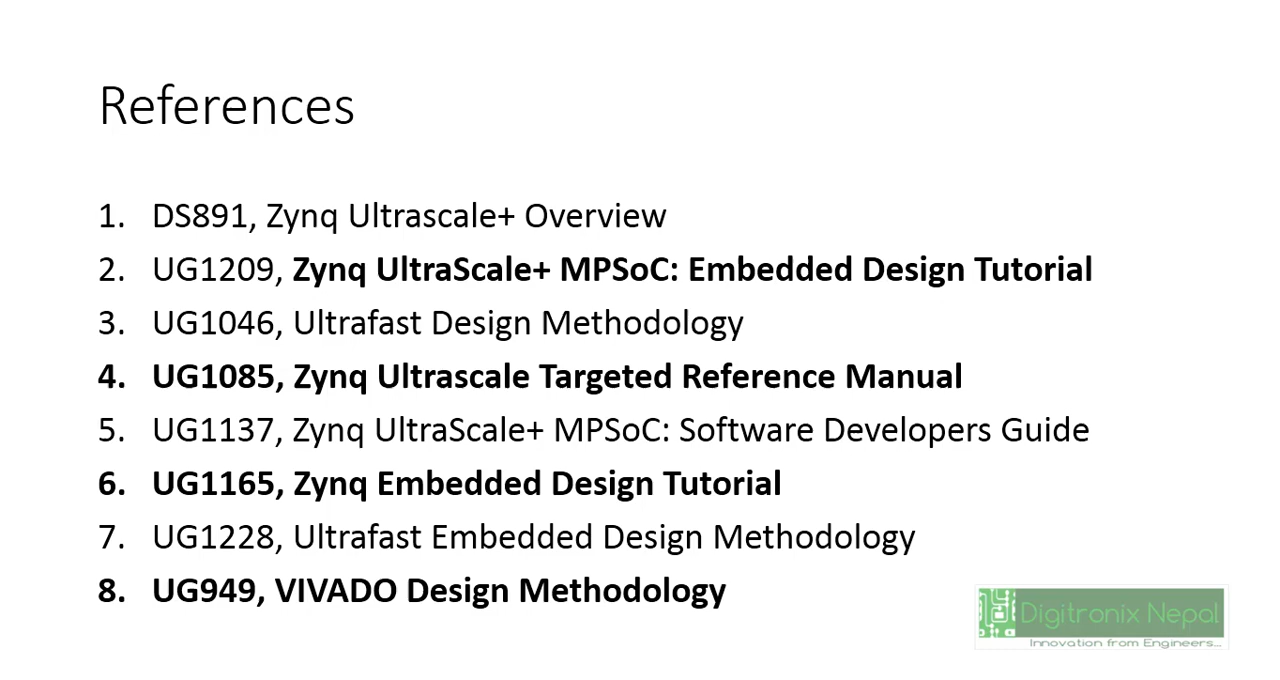 References
1. DS891, Zynq Ultrascale+ Overview
2. UG1209, Zynq UltraScale+ MPSoC: Embedded Design Tutorial
3. UG1046, Ultrafast Design Methodology
4. UG1085, Zynq Ultrascale Targeted Reference Manual
5. UG1137, Zynq UltraScale+ MPSoC: Software Developers Guide
6. UG1165, Zynq Embedded Design Tutorial
7. UG1228, Ultrafast Embedded Design Methodology
8. UG949, VIVADO Design Methodology
Digitronix Nepal
Innovation from Engineers...